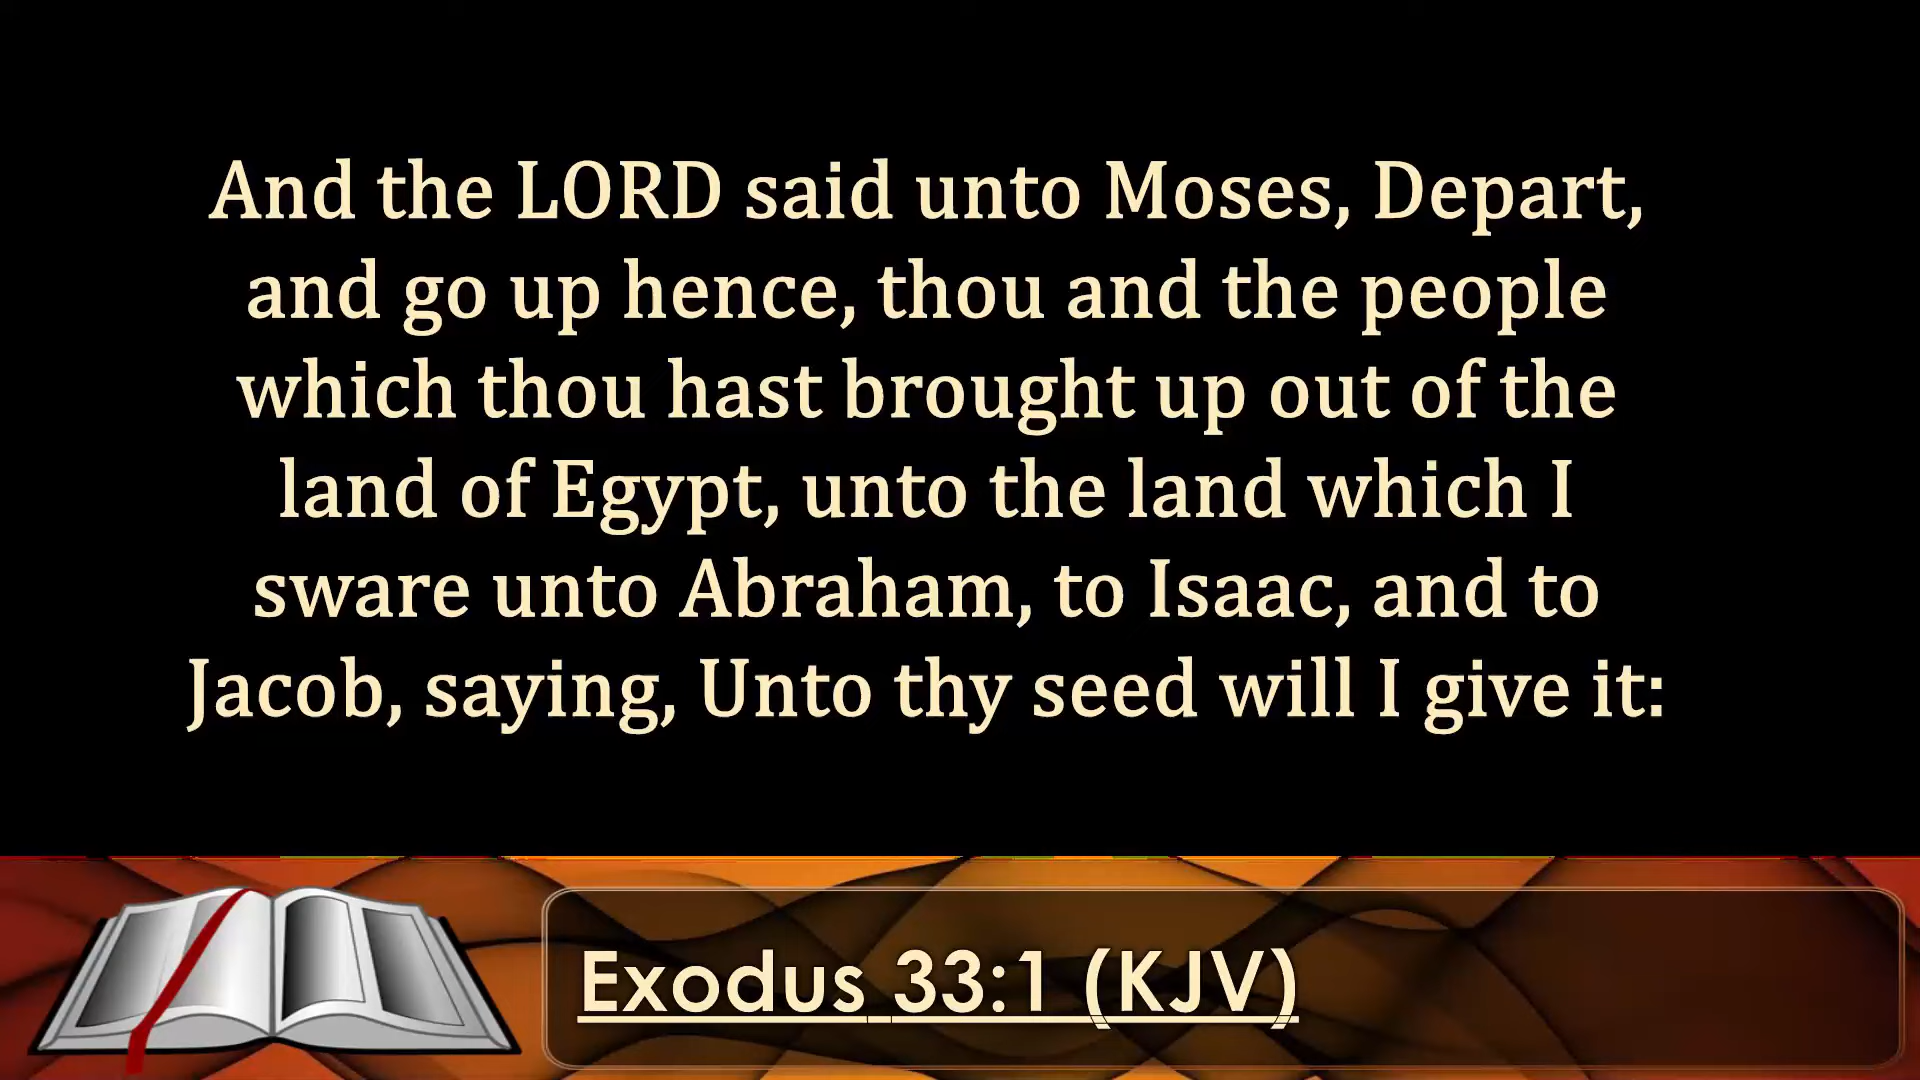 And the LORD said unto Moses, Depart,
and go up hence, thou and the people
which thou hast brought up out of the
land of Egypt, unto the land which I
sware unto Abraham, to Isaac, and to
Jacob, saying, Unto thy seed will I give it:
Exodus 33:1 (KJV)